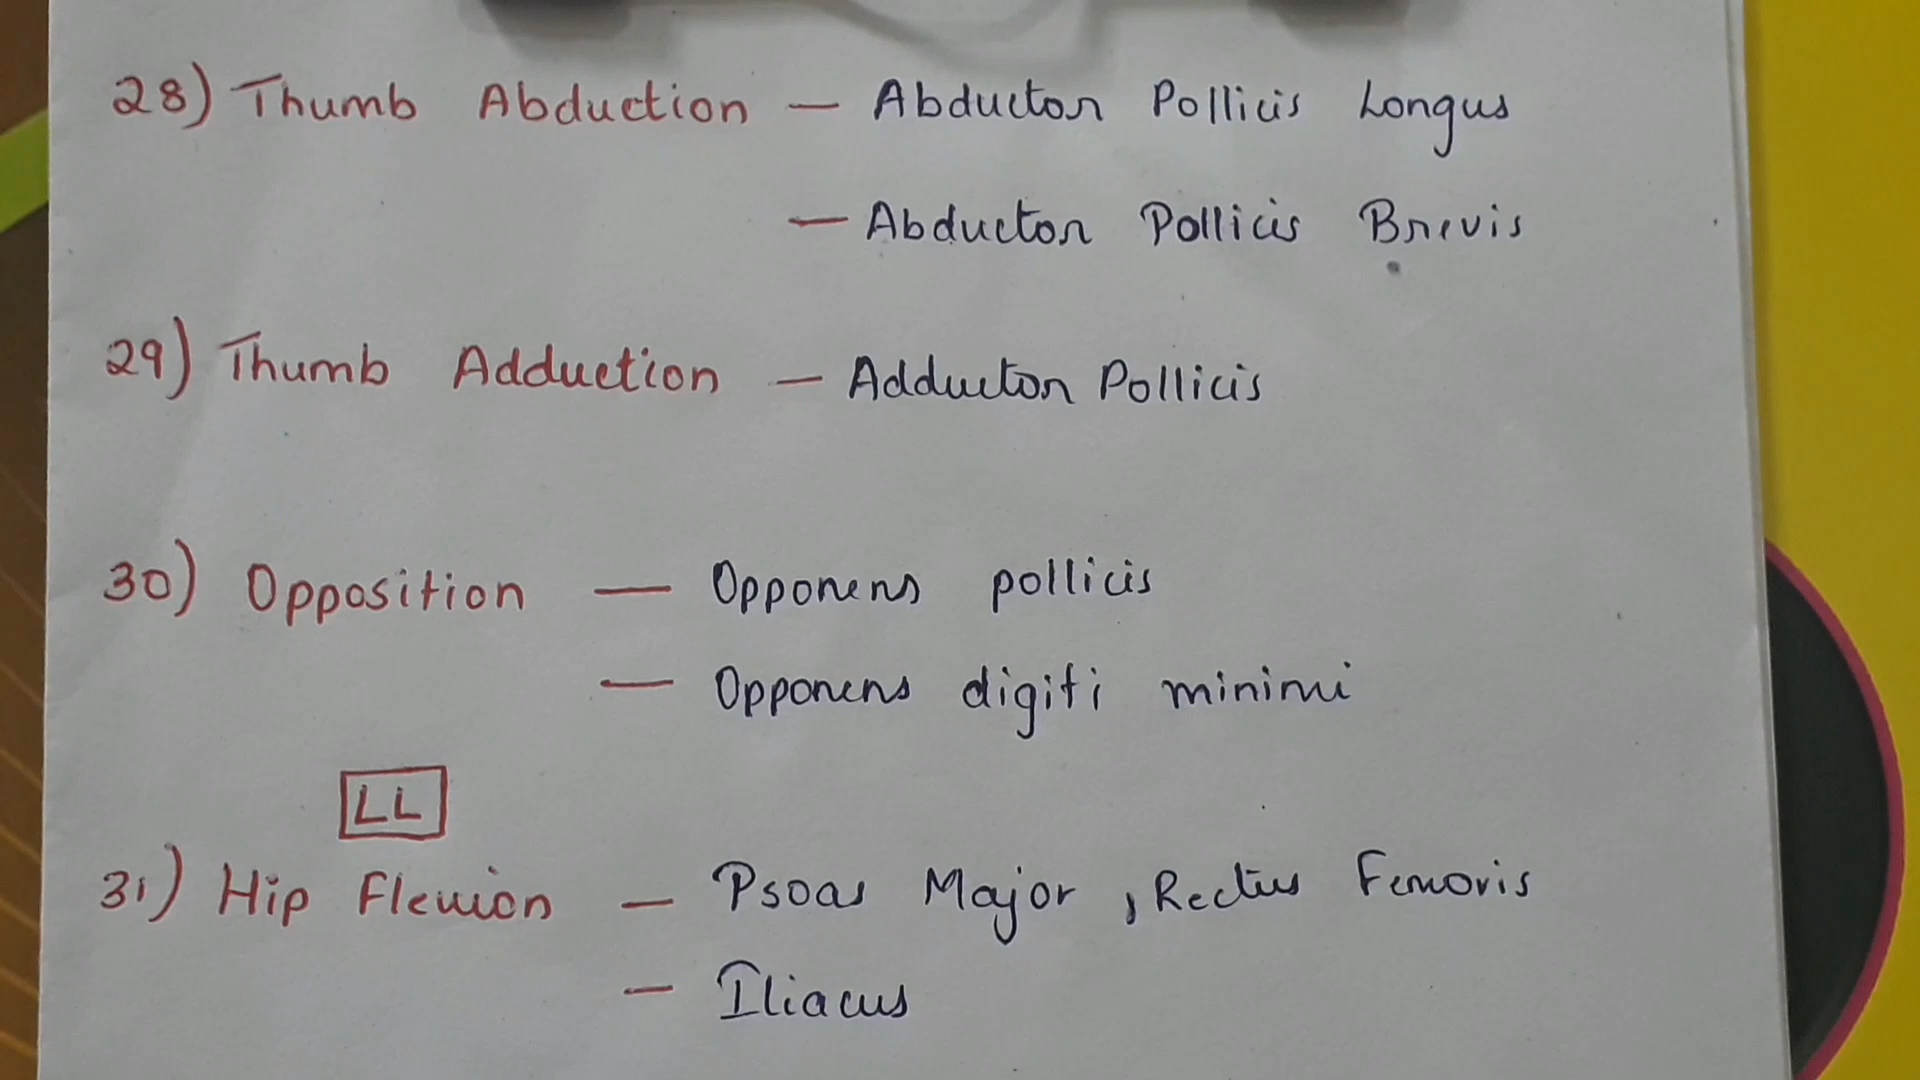 28) Thumb Abduction — Abductor Pollicis Longus
— Abductor Pollicis Brevis
29) Thumb Adduction — Adductor Pollicis
30) Opposition — Opponens pollicis
— Opponens digiti minimi
LL
31) Hip Flexion — Psoas Major, Rectus Femoris
— Iliacus